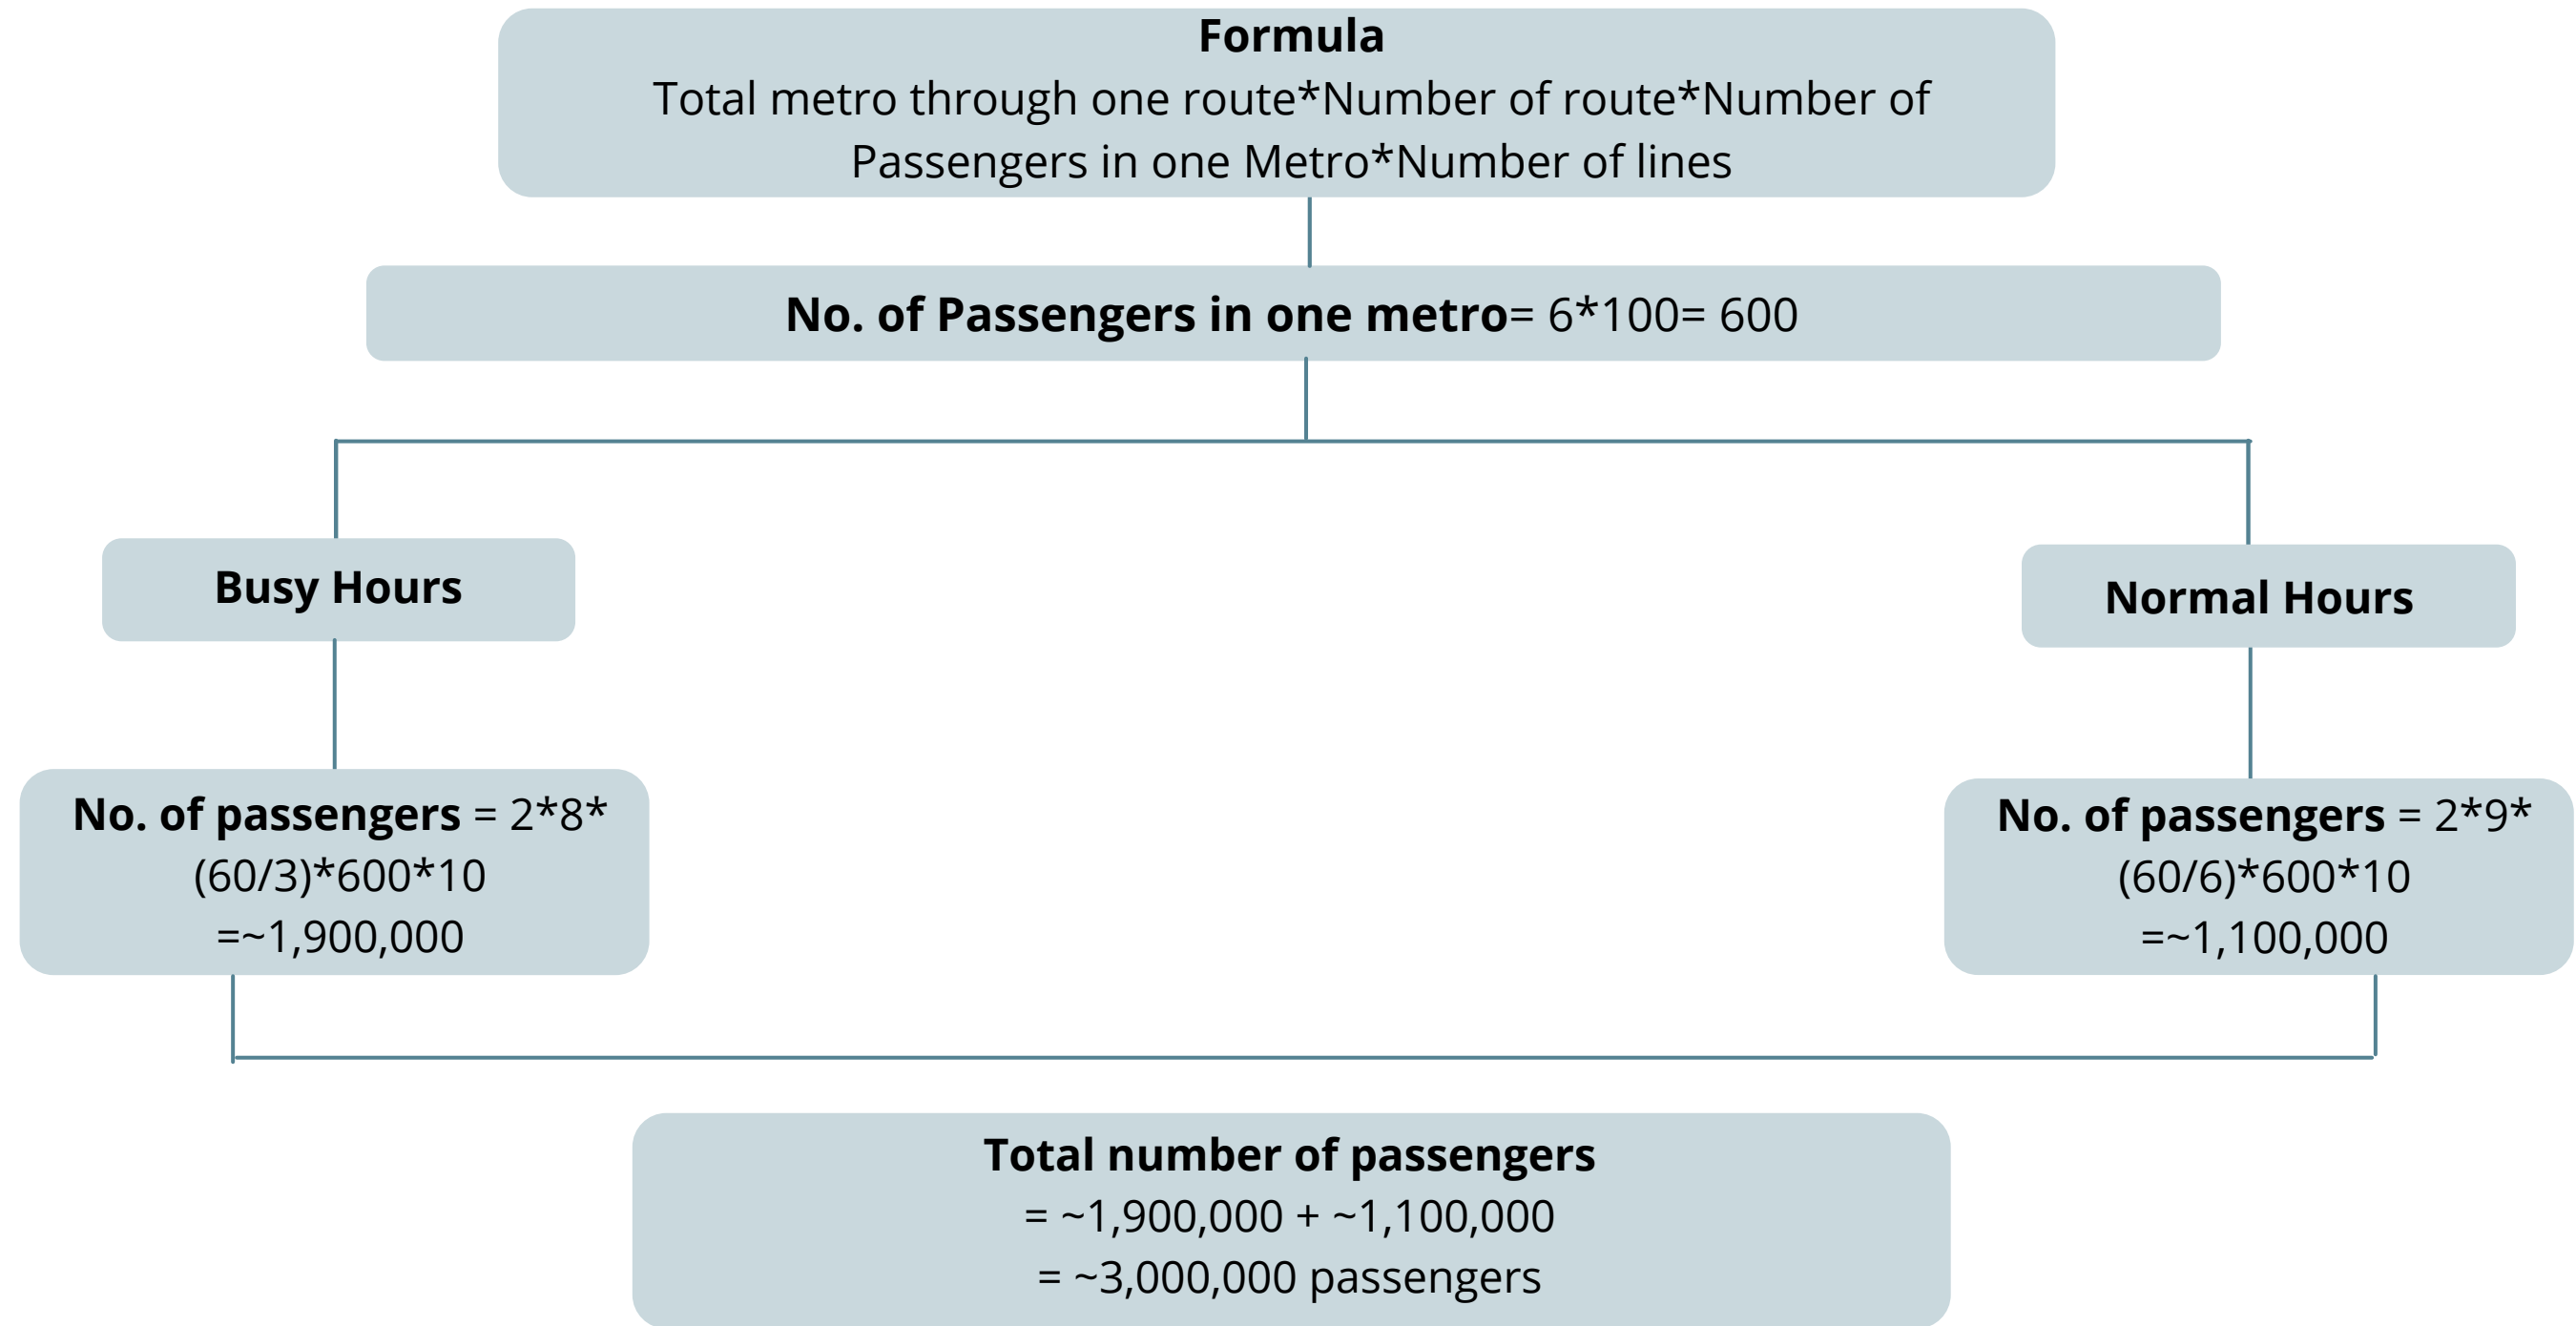 Formula
Total metro through one route*Number of route*Number of
Passengers in one Metro*Number of lines
No. of Passengers in one metro= 6*100= 600
Busy Hours
Normal Hours
No. of passengers = 2*8*
(60/3)*600*10
=~1,900,000
No. of passengers = 2*9*
(60/6)*600*10
=~1,100,000
Total number of passengers
= ~1,900,000 + ~1,100,000
= ~3,000,000 passengers